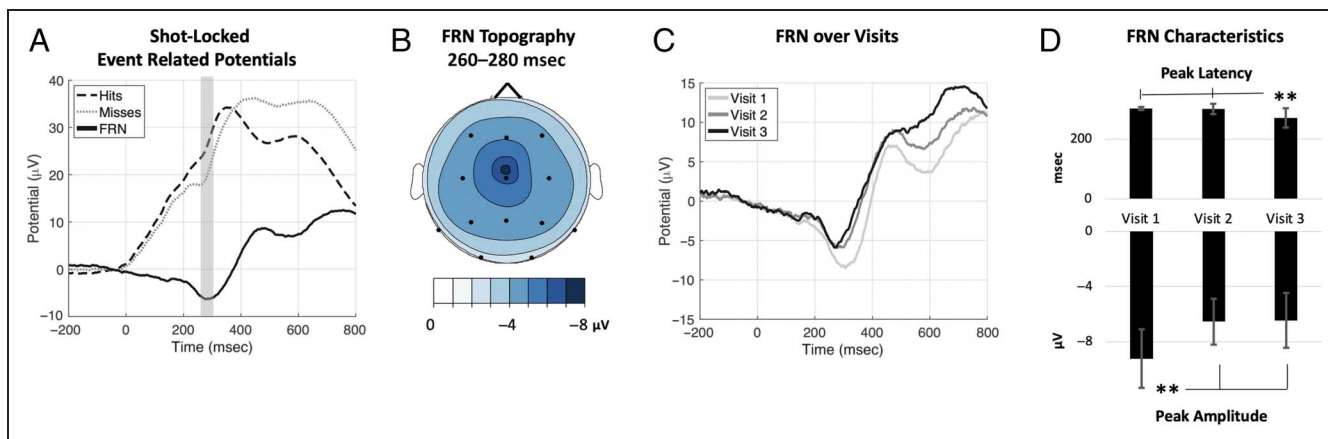 A
Shot-Locked
Event Related Potentials
40
30
20
10
0
−10
−200
0
200
400
600
800
Potential (μV)
Time (msec)
Hits
Misses
FRN
B
FRN Topography
260–280 msec
0
−4
−8 μV
C
FRN over Visits
15
10
5
0
−5
−10
−15
−200
0
200
400
600
800
Potential (μV)
Time (msec)
Visit 1
Visit 2
Visit 3
D
FRN Characteristics
Peak Latency
**
200
msec
0
Visit 1
Visit 2
Visit 3
0
−4
μV
−8
**
Peak Amplitude